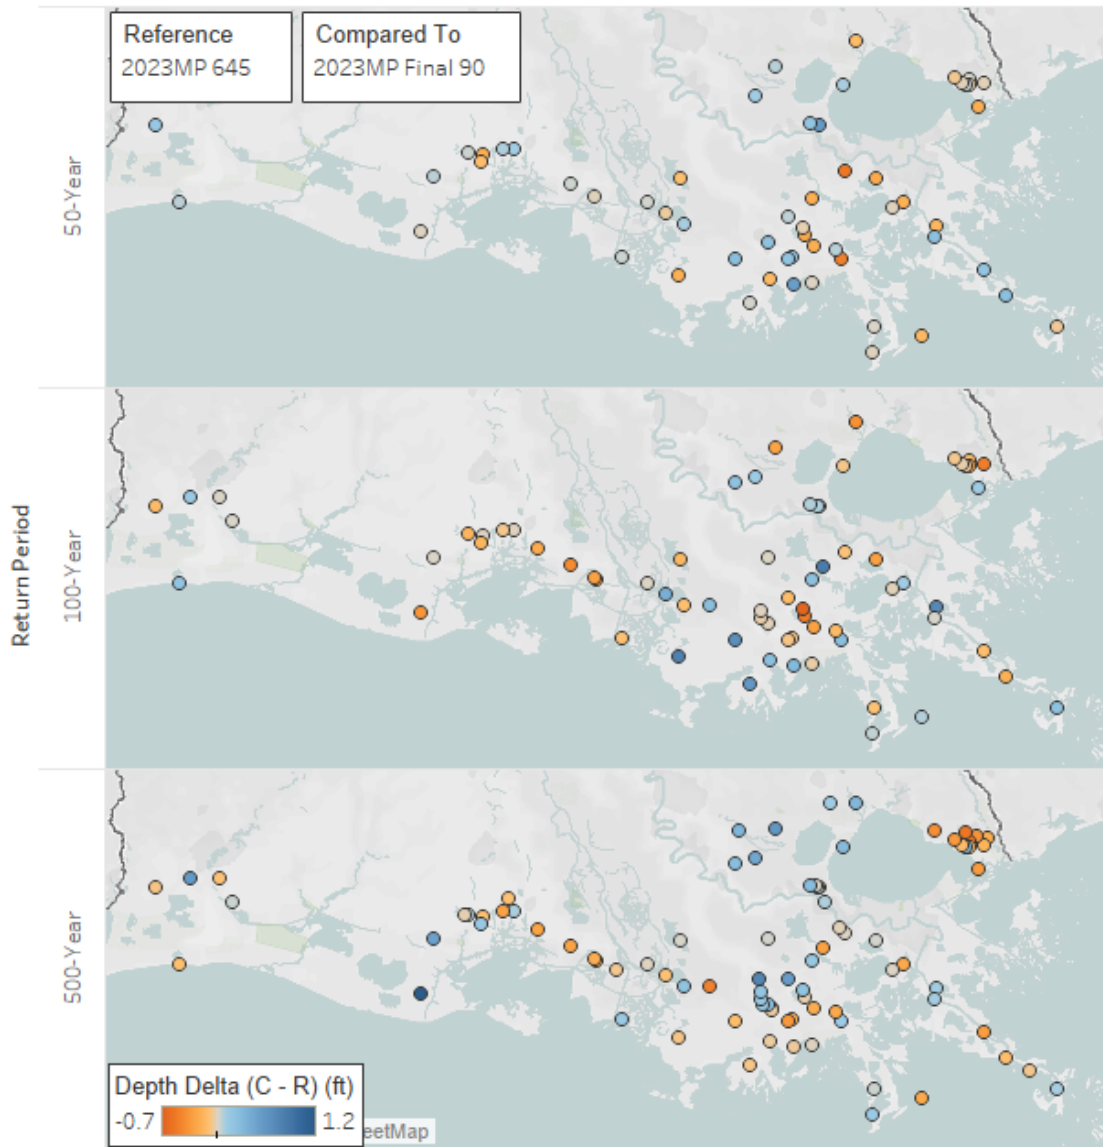 Reference
2023MP 645
Compared To
2023MP Final 90
Return Period
50-Year
100-Year
500-Year
Depth Delta (C - R) (ft)
-0.7
1.2
eetMap